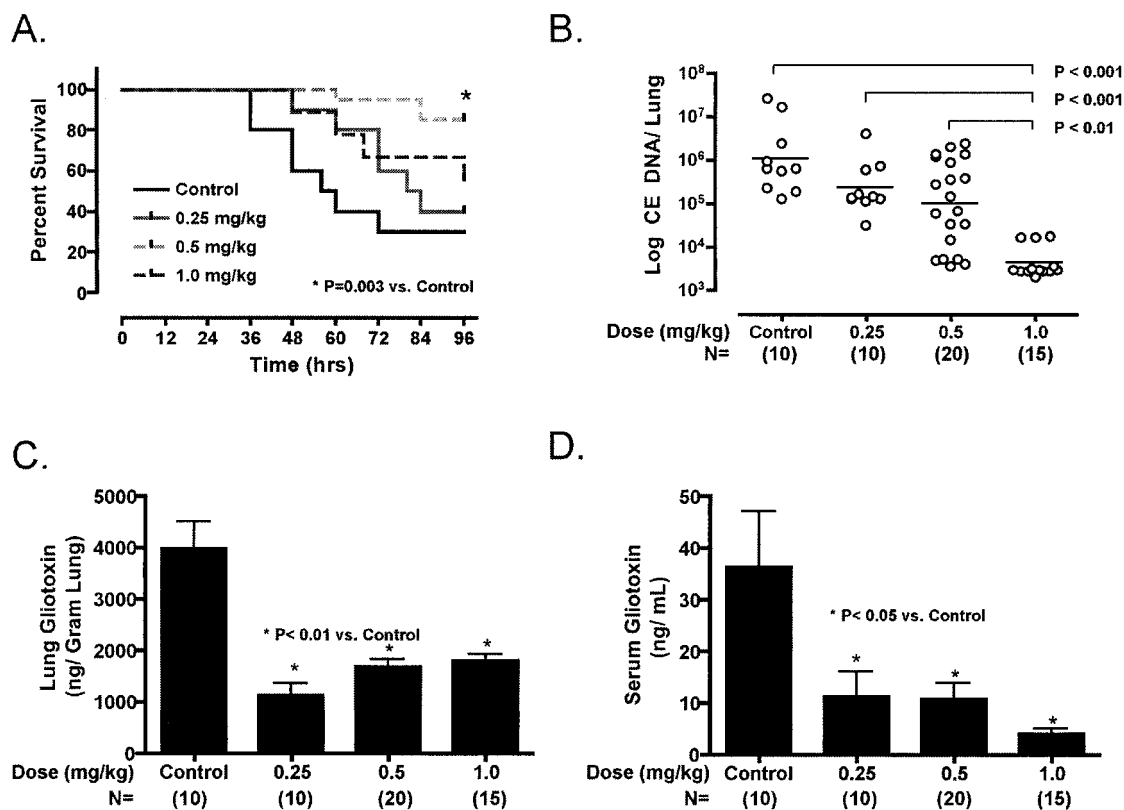 A.
Percent Survival
100
80
60
40
20
0
*
Control
0.25 mg/kg
0.5 mg/kg
1.0 mg/kg
* P=0.003 vs. Control
0 12 24 36 48 60 72 84 96
Time (hrs)
B.
Log CE DNA/ Lung
10⁸
10⁷
10⁶
10⁵
10⁴
10³
P < 0.001
P < 0.001
P < 0.01
Dose (mg/kg) Control 0.25 0.5 1.0
N= (10) (10) (20) (15)
C.
Lung Gliotoxin
(ng/ Gram Lung)
5000
4000
3000
2000
1000
0
* P< 0.01 vs. Control
* * *
Dose (mg/kg) Control 0.25 0.5 1.0
N= (10) (10) (20) (15)
D.
Serum Gliotoxin
(ng/ mL)
50
40
30
20
10
0
* P< 0.05 vs. Control
* * *
Dose (mg/kg) Control 0.25 0.5 1.0
N= (10) (10) (20) (15)